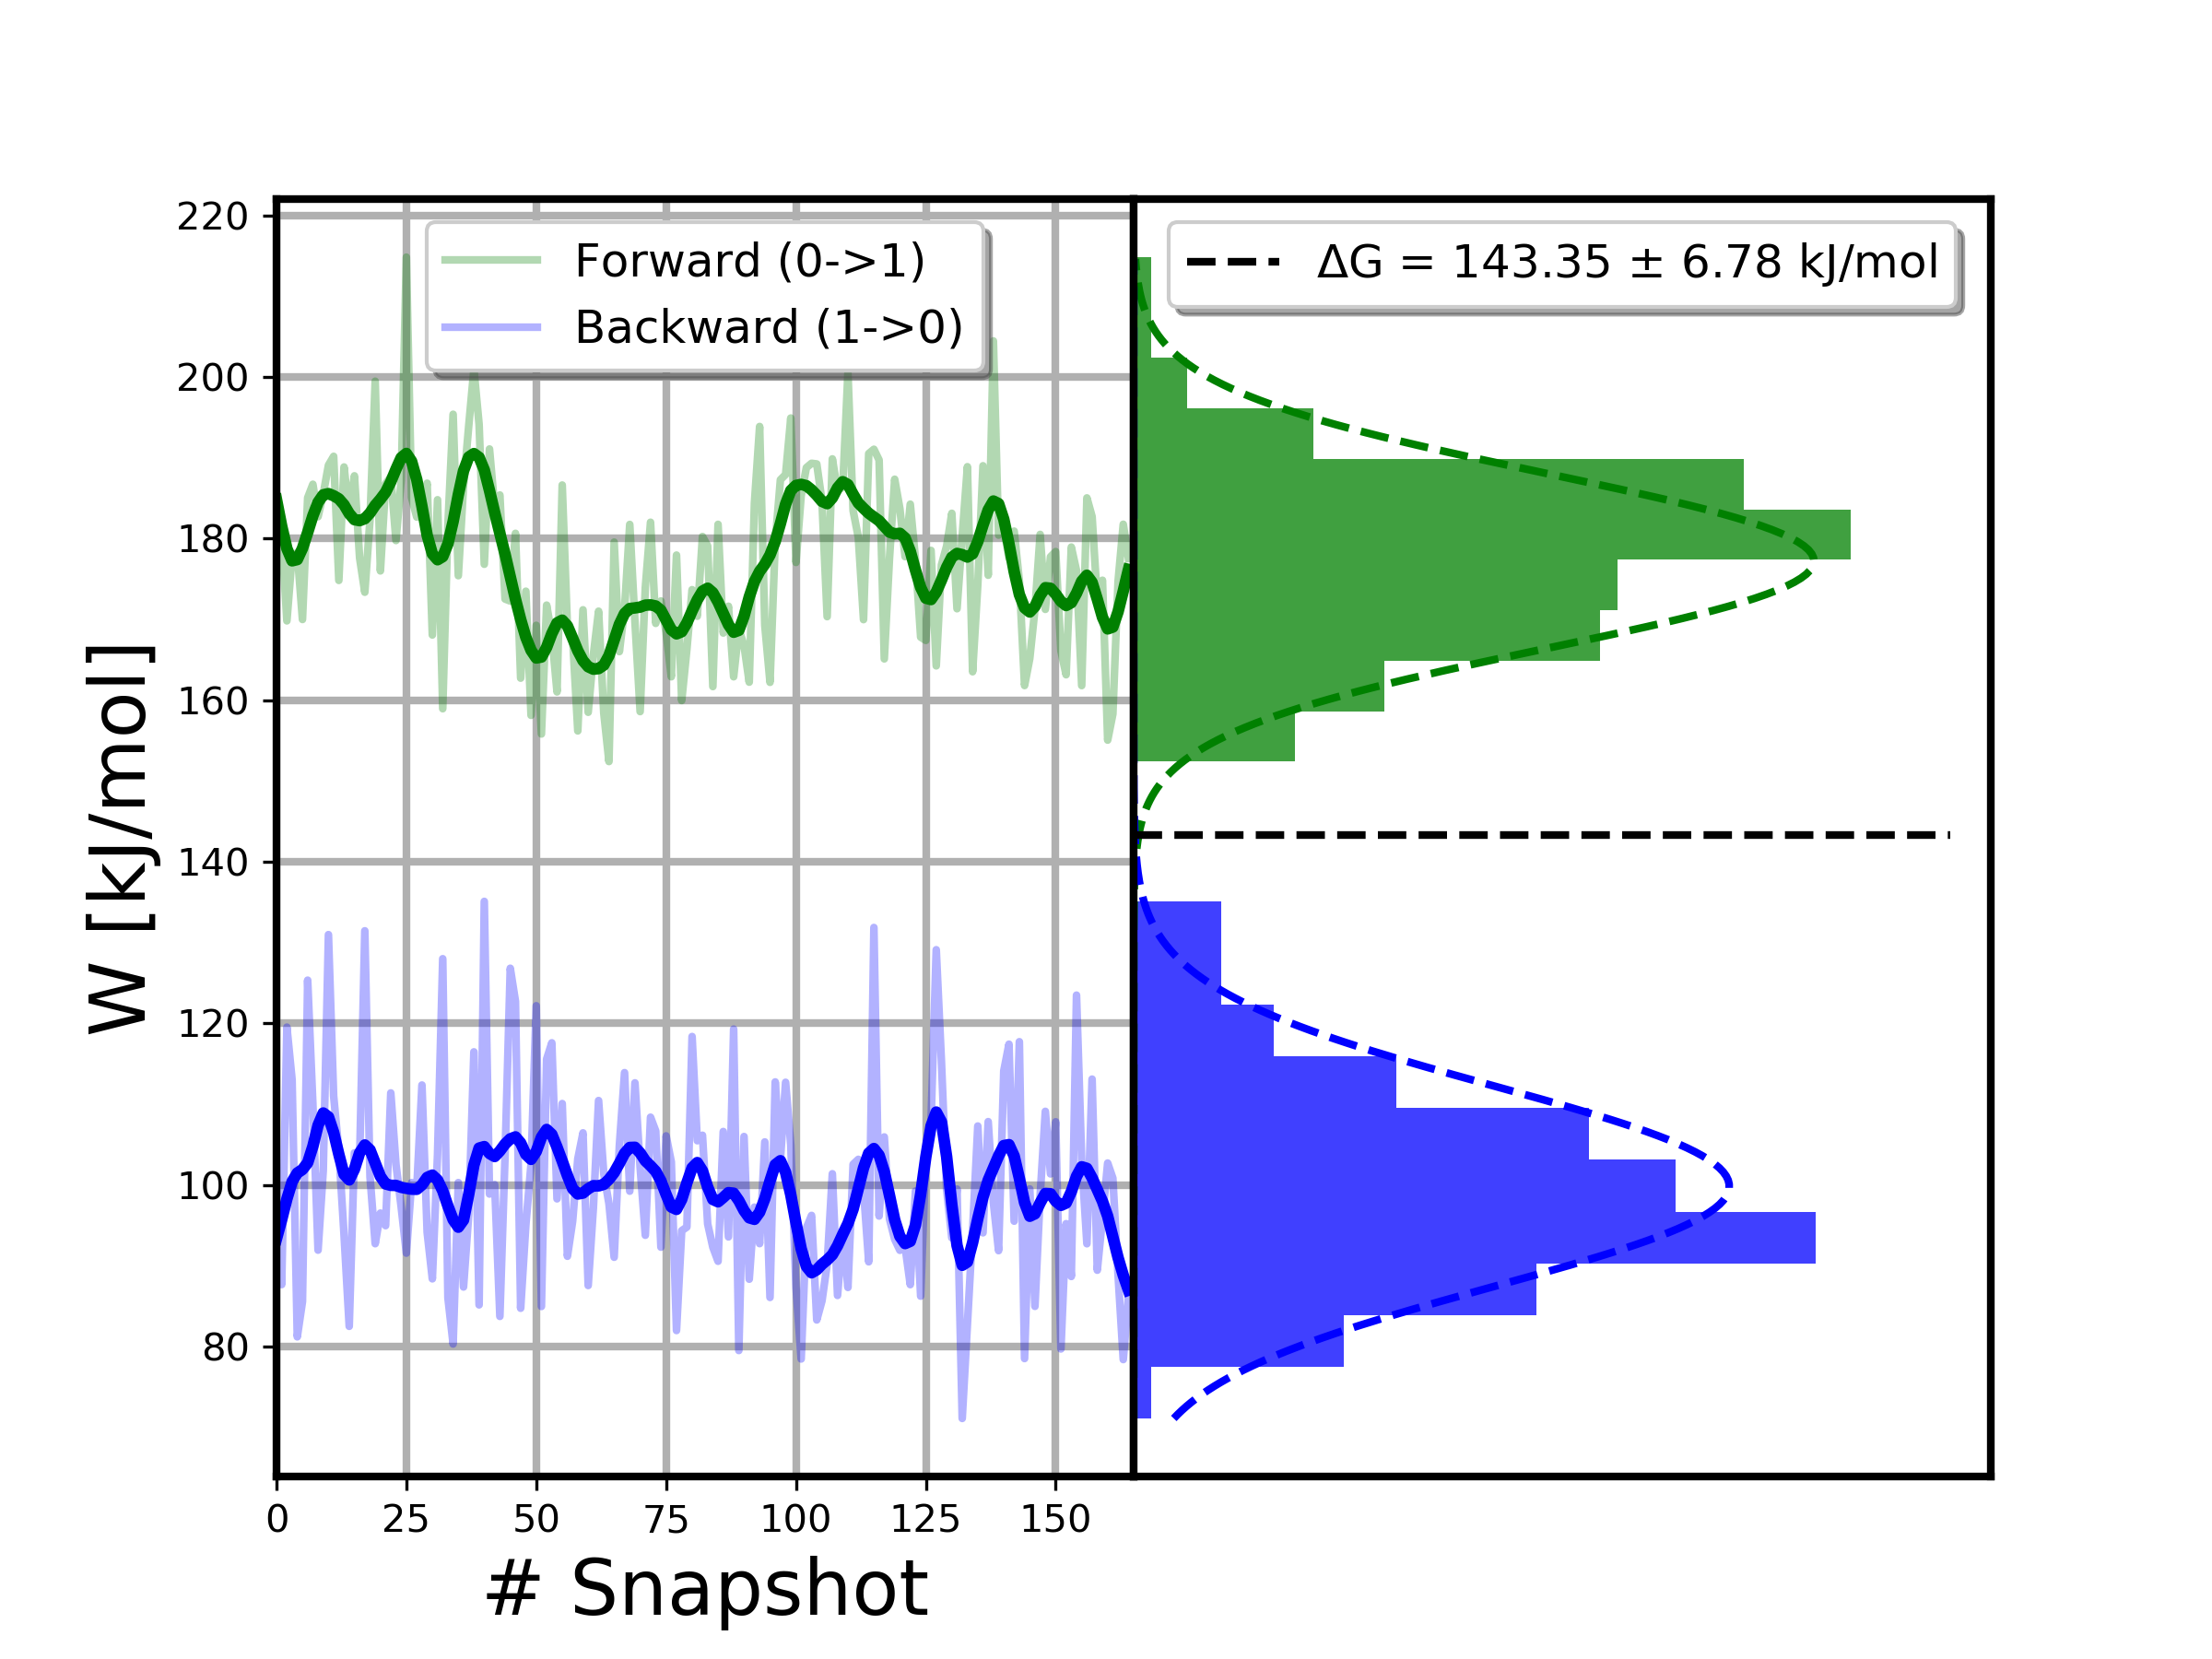 220
200
180
160
140
120
100
80
W [kJ/mol]
Forward (0->1)
Backward (1->0)
ΔG = 143.35 ± 6.78 kJ/mol
0 25 50 75 100 125 150
# Snapshot